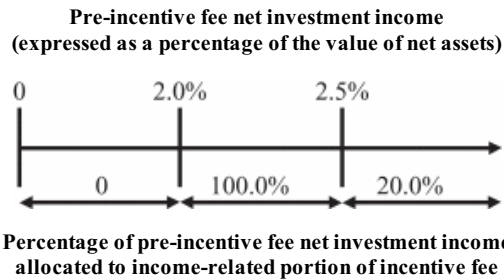 Pre-incentive fee net investment income
(expressed as a percentage of the value of net assets)
0 2.0% 2.5%
0 100.0% 20.0%
Percentage of pre-incentive fee net investment income
allocated to income-related portion of incentive fee